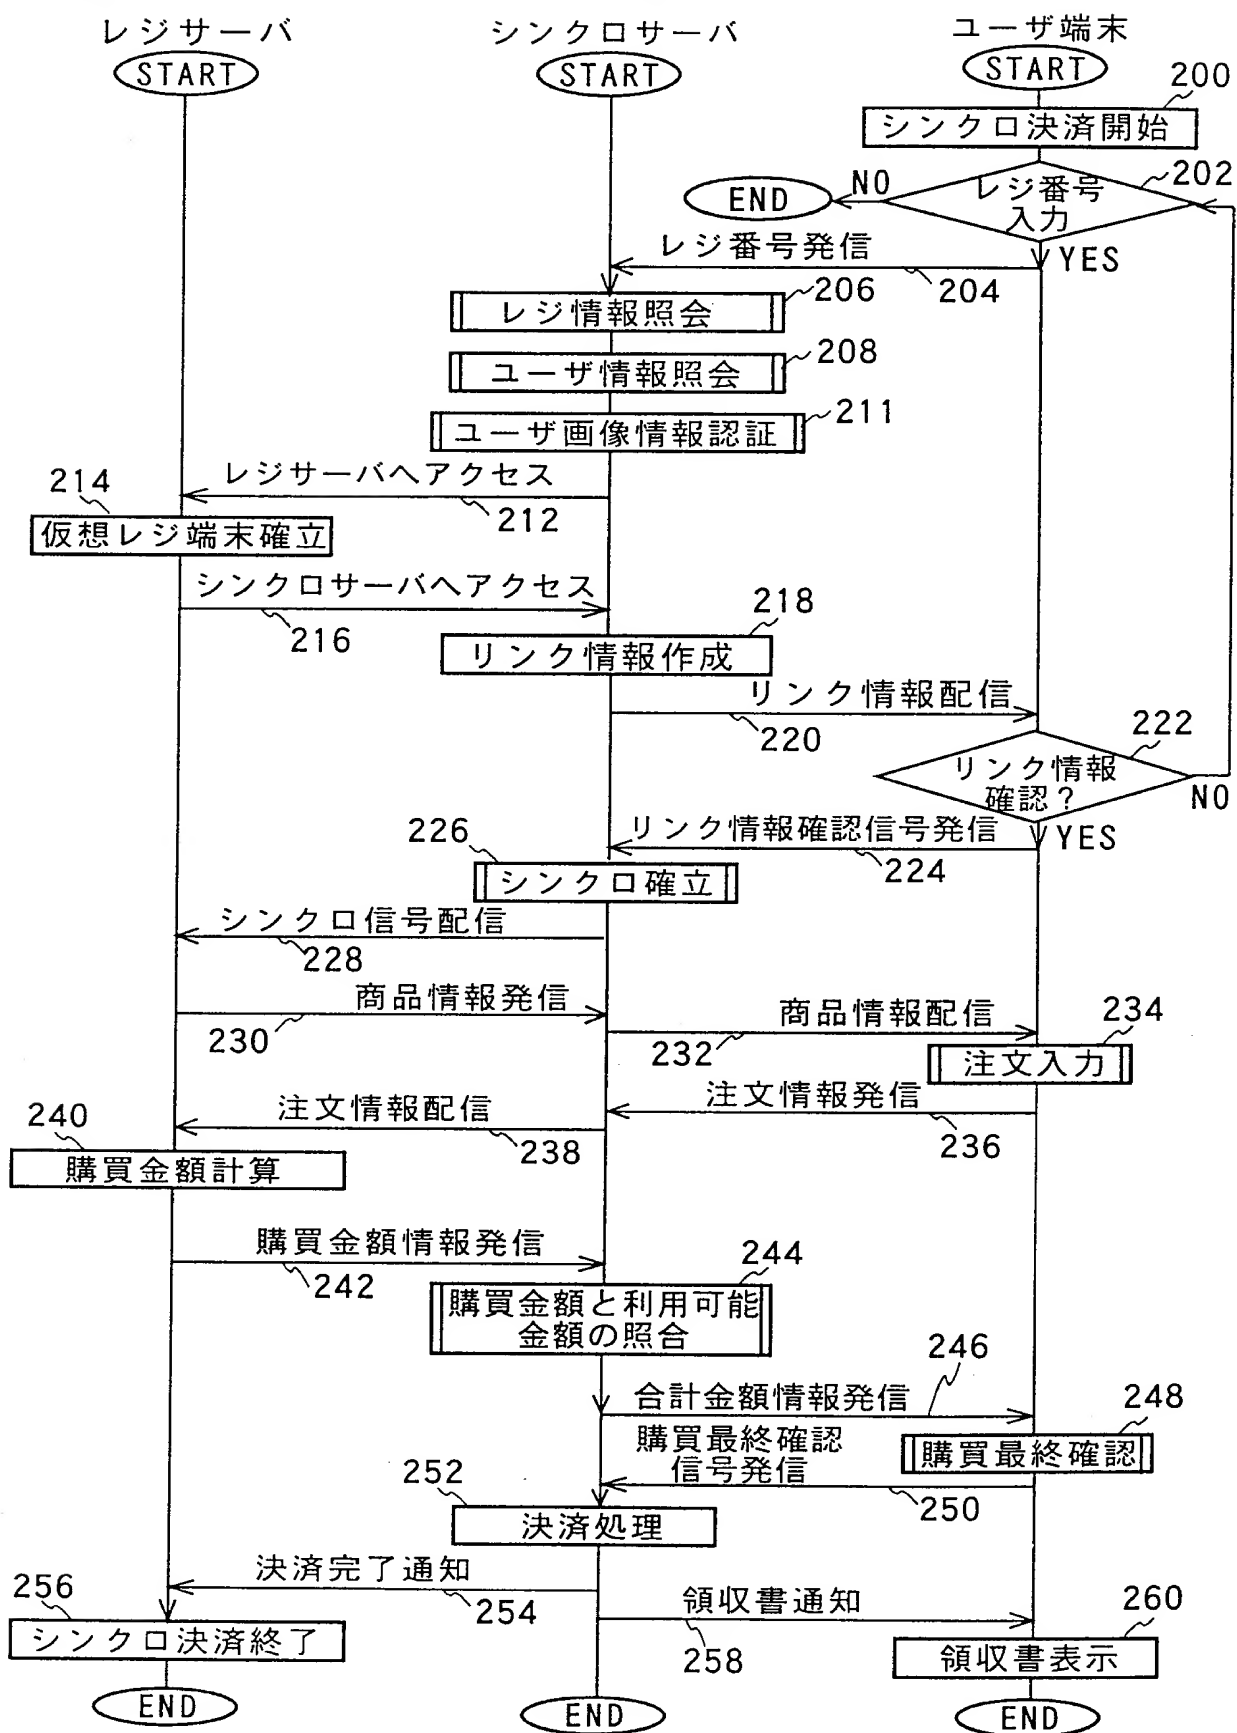 レジサーバ
シンクロサーバ
ユーザ端末
START
START
START
200
シンクロ決済開始
202
レジ番号
入力
NO
END
YES
レジ番号発信
204
206
レジ情報照会
208
ユーザ情報照会
211
ユーザ画像情報認証
レジサーバへアクセス
212
214
仮想レジ端末確立
シンクロサーバへアクセス
216
218
リンク情報作成
リンク情報配信
220
222
リンク情報
確認?
NO
YES
リンク情報確認信号発信
224
226
シンクロ確立
シンクロ信号配信
228
商品情報発信
230
商品情報配信
232
234
注文入力
注文情報発信
236
注文情報配信
238
240
購買金額計算
購買金額情報発信
242
244
購買金額と利用可能
金額の照合
246
合計金額情報発信
248
購買最終確認
購買最終確認
信号発信
250
252
決済処理
決済完了通知
254
256
シンクロ決済終了
領収書通知
258
260
領収書表示
END
END
END